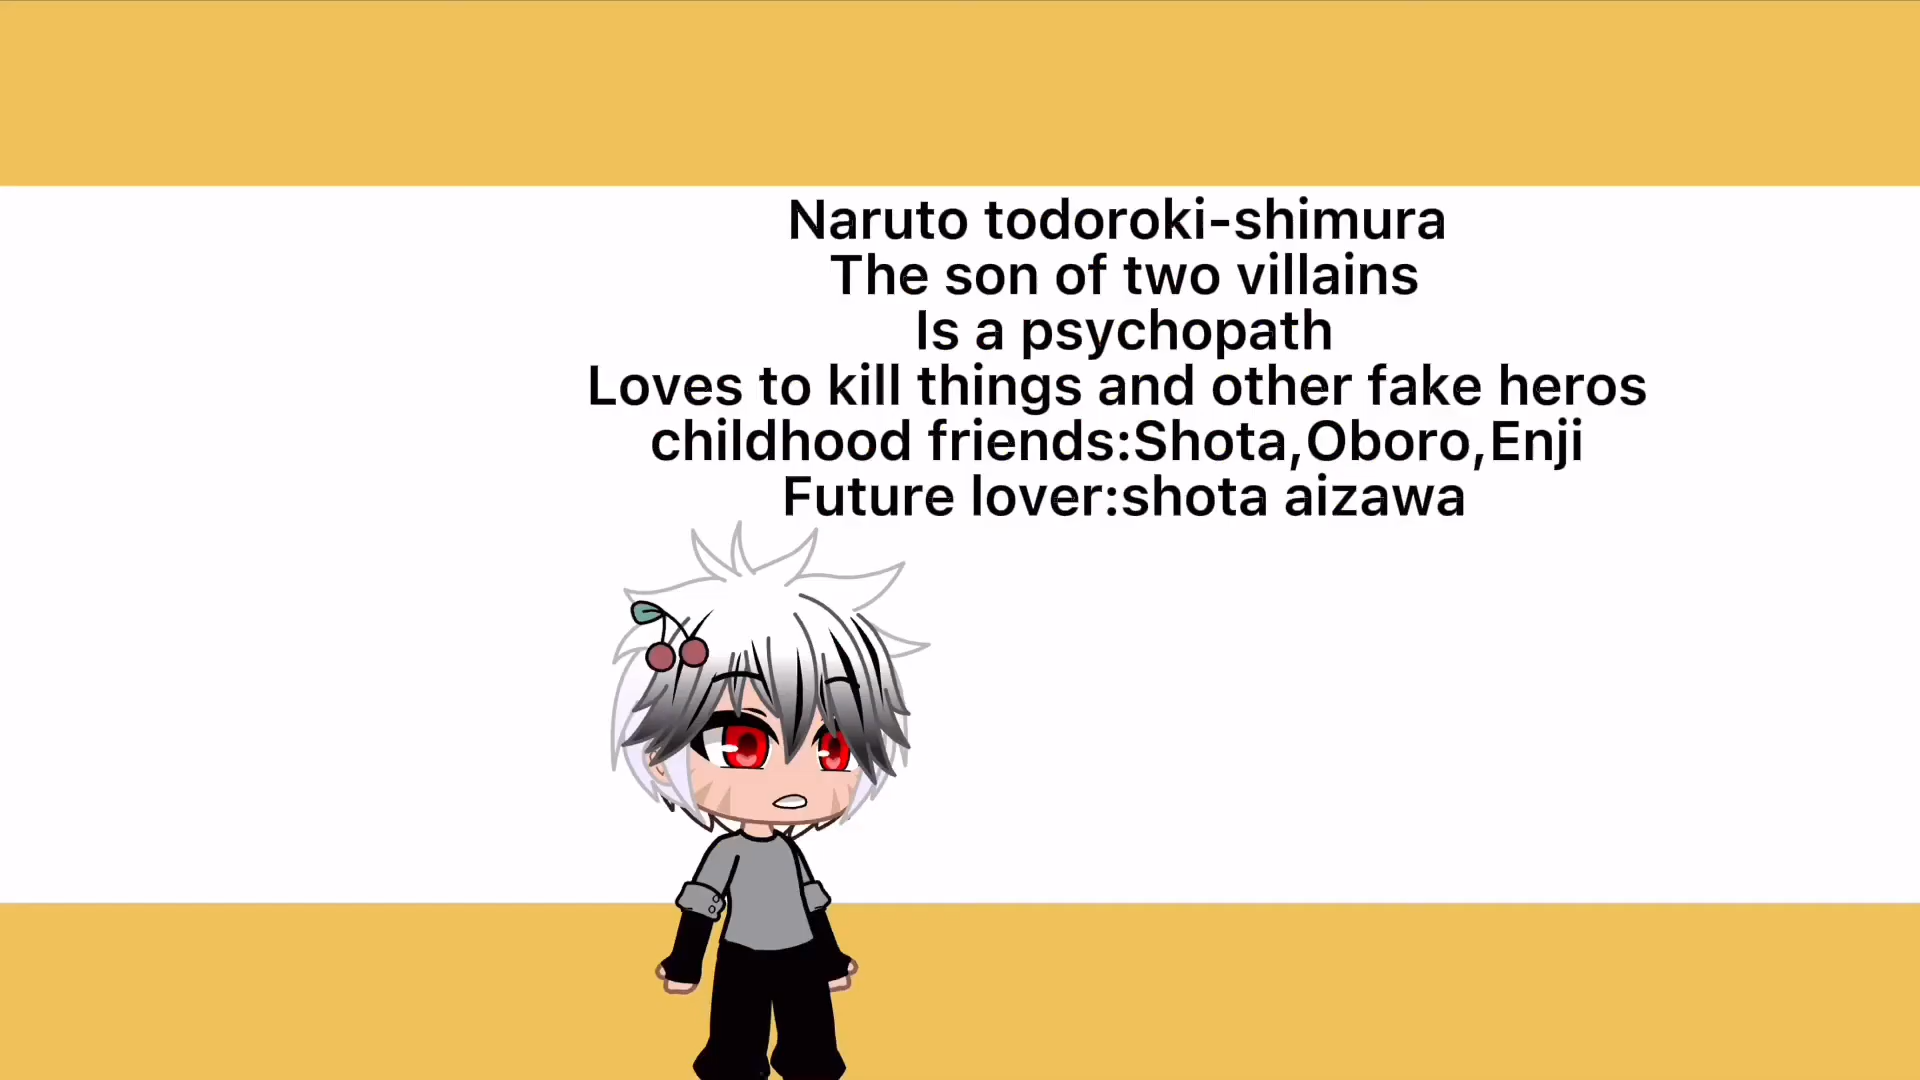 Naruto todoroki-shimura
The son of two villains
Is a psychopath
Loves to kill things and other fake heros
childhood friends:Shota,Oboro,Enji
Future lover:shota aizawa